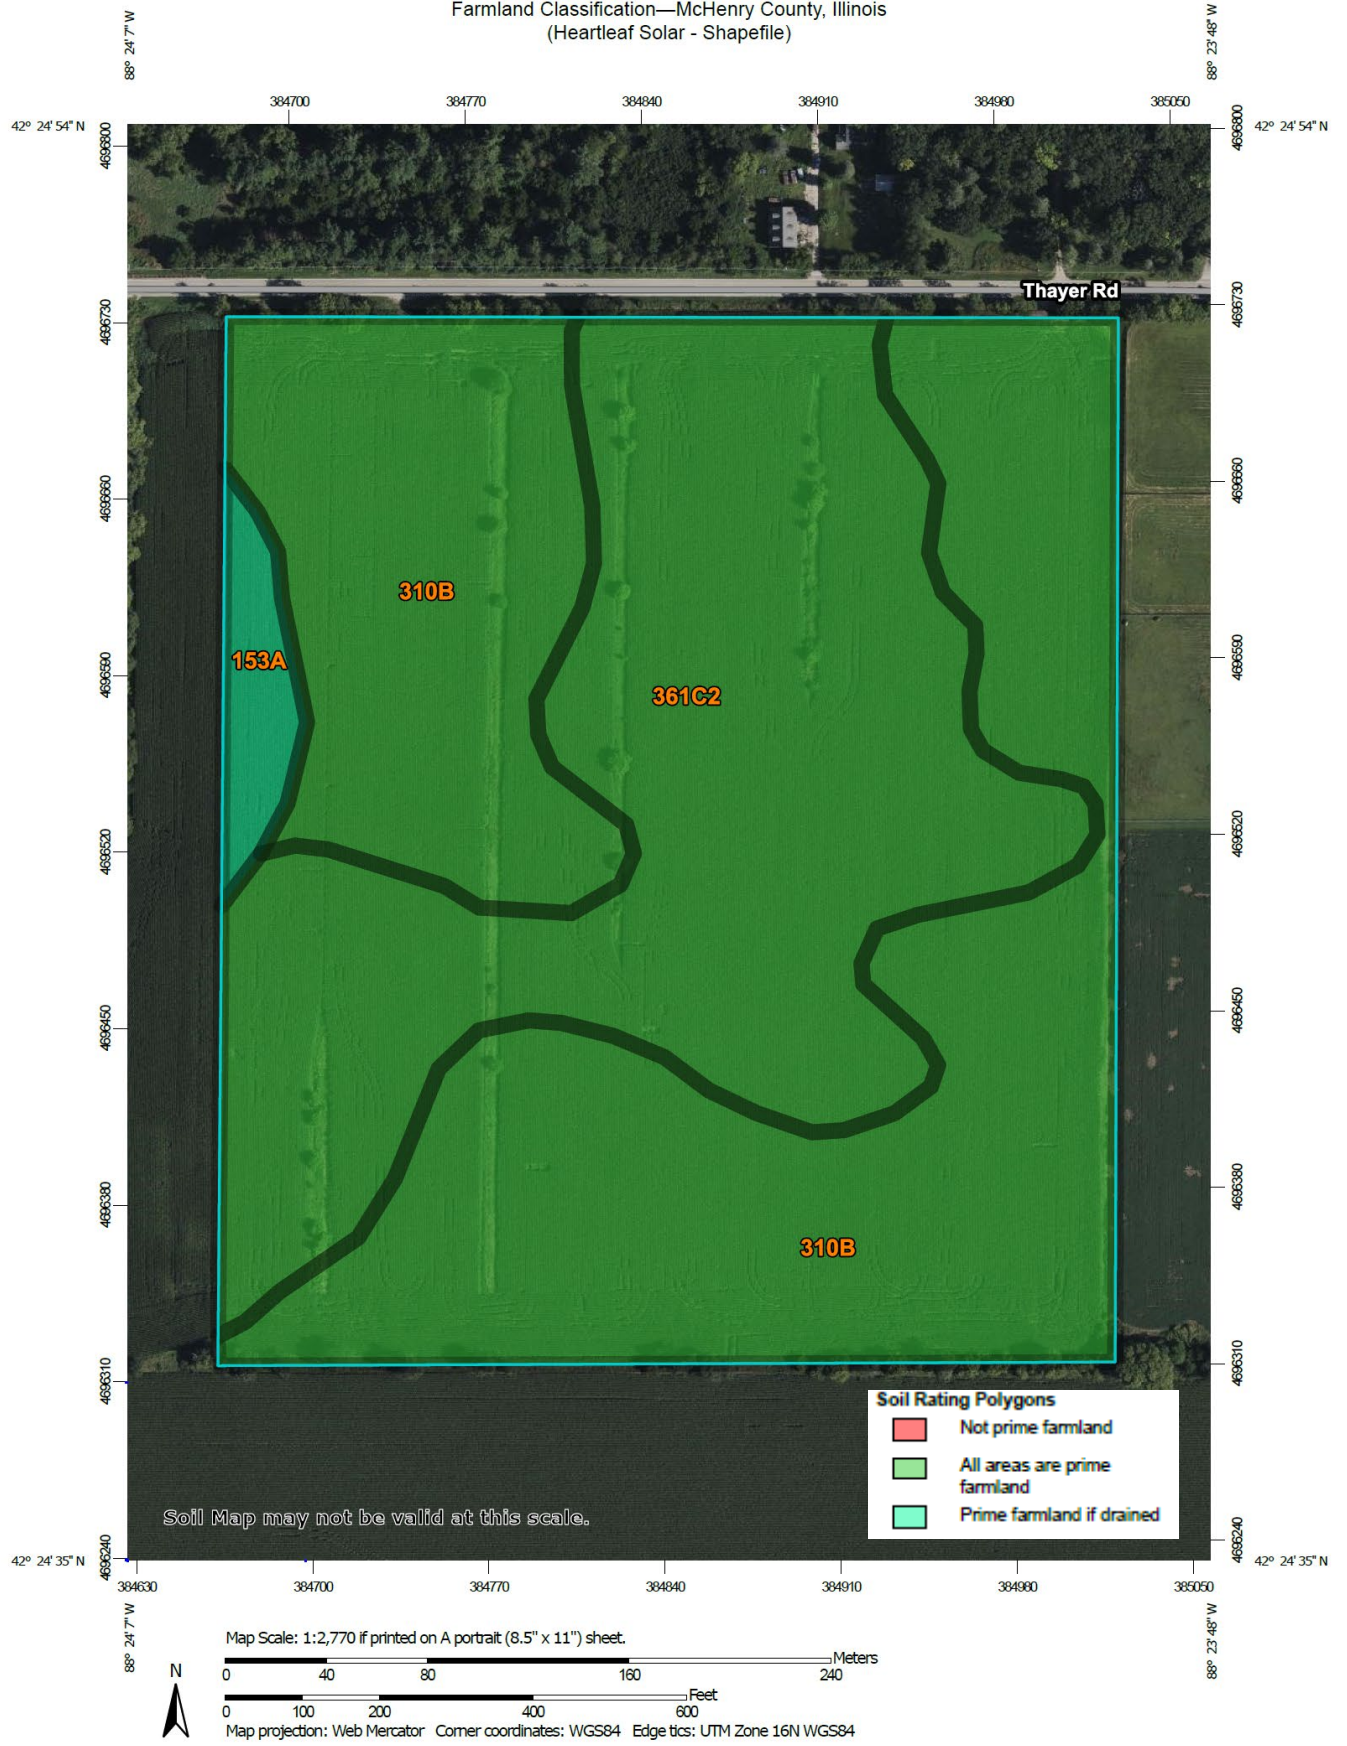 Farmland Classification—McHenry County, Illinois
(Heartleaf Solar - Shapefile)
88° 24' 7'' W
88° 23' 48'' W
384700 384770 384840 384910 384980 385050
42° 24' 54'' N
42° 24' 54'' N
4696800
4696800
Thayer Rd
4696730
4696730
4696660
4696660
310B
153A
4696590
4696590
361C2
4696520
4696520
4696450
4696450
4696380
4696380
310B
4696310
4696310
Soil Rating Polygons
Not prime farmland
All areas are prime
farmland
Prime farmland if drained
Soil Map may not be valid at this scale.
4696240
4696240
42° 24' 35'' N
42° 24' 35'' N
384630 384700 384770 384840 384910 384980 385050
88° 24' 7'' W
88° 23' 48'' W
Map Scale: 1:2,770 if printed on A portrait (8.5" x 11") sheet.
Meters
0 40 80 160 240
N
Feet
0 100 200 400 600
Map projection: Web Mercator Corner coordinates: WGS84 Edge tics: UTM Zone 16N WGS84